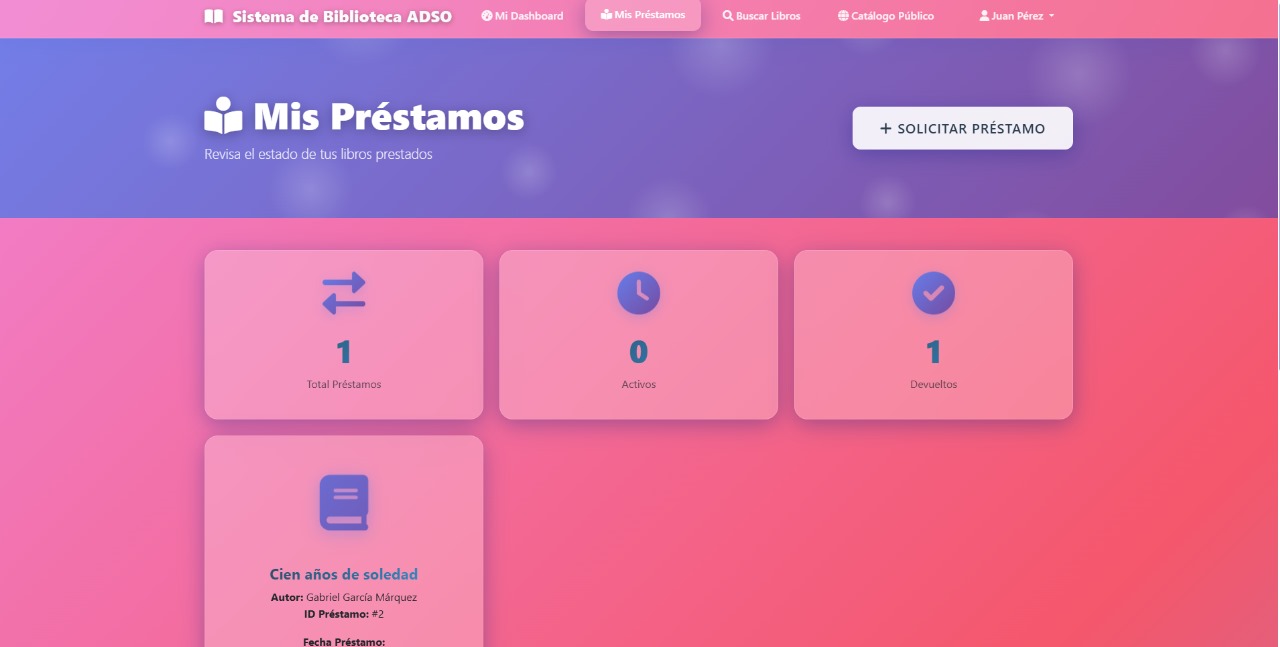 Sistema de Biblioteca ADSO Mi Dashboard Mis Préstamos Buscar Libros Catálogo Público Juan Pérez
Mis Préstamos
Revisa el estado de tus libros prestados
+ SOLICITAR PRÉSTAMO
1
Total Préstamos
0
Activos
1
Devueltos
Cien años de soledad
Autor: Gabriel García Márquez
ID Préstamo: #2
Fecha Préstamo: